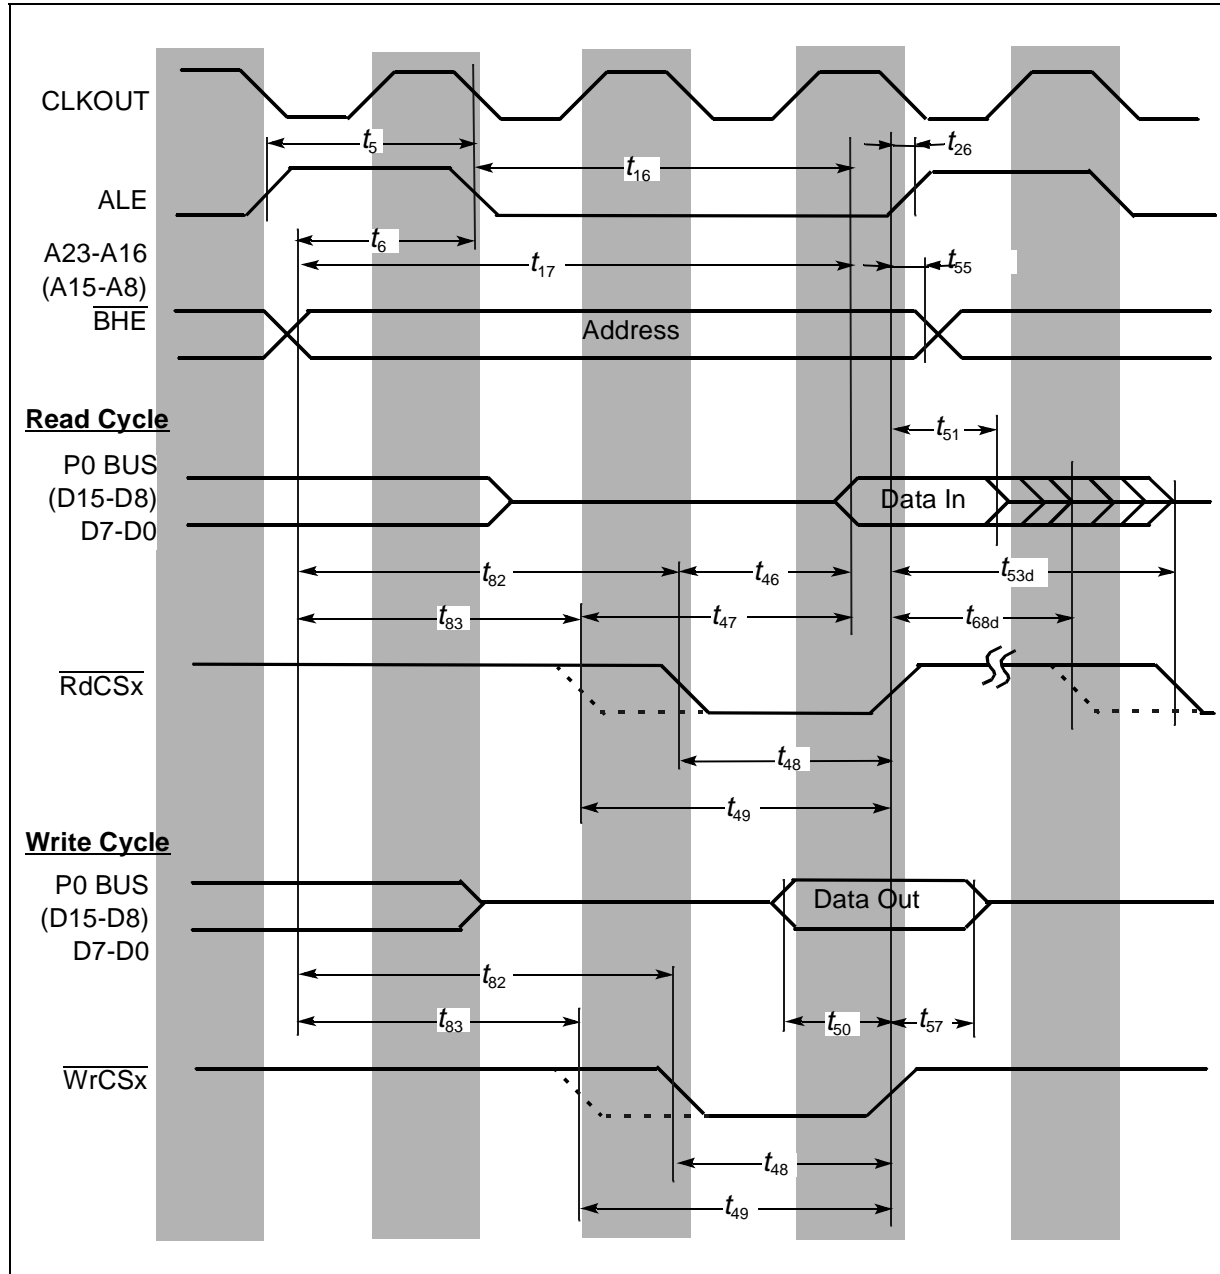 CLKOUT
t5
t26
t16
ALE
t6
A23-A16
t17
t55
(A15-A8)
BHE
Address
Read Cycle
t51
P0 BUS
(D15-D8)
Data In
D7-D0
t82
t46
t53d
t83
t47
t68d
RdCSx
t48
t49
Write Cycle
P0 BUS
(D15-D8)
Data Out
D7-D0
t82
t83
t50
t57
WrCSx
t48
t49